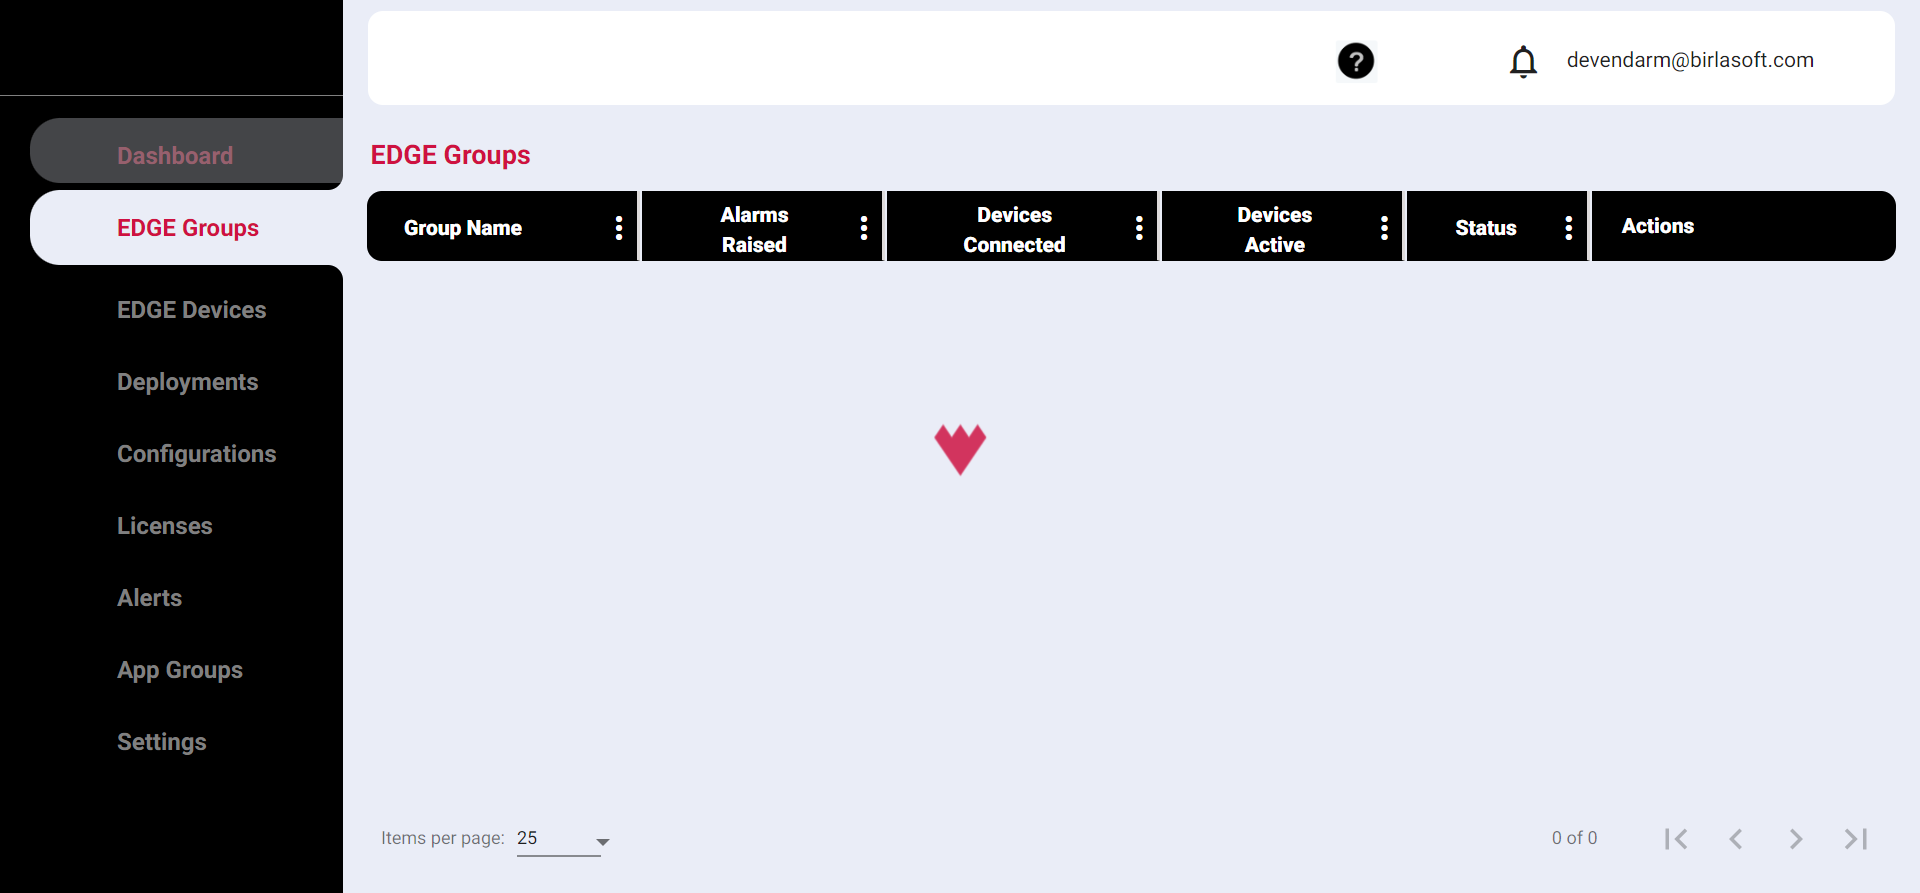 devendarm@birlasoft.com
Dashboard
EDGE Groups
EDGE Devices
Deployments
Configurations
Licenses
Alerts
App Groups
Settings
EDGE Groups
Group Name
Alarms
Raised
Devices
Connected
Devices
Active
Status
Actions
Items per page: 25
0 of 0